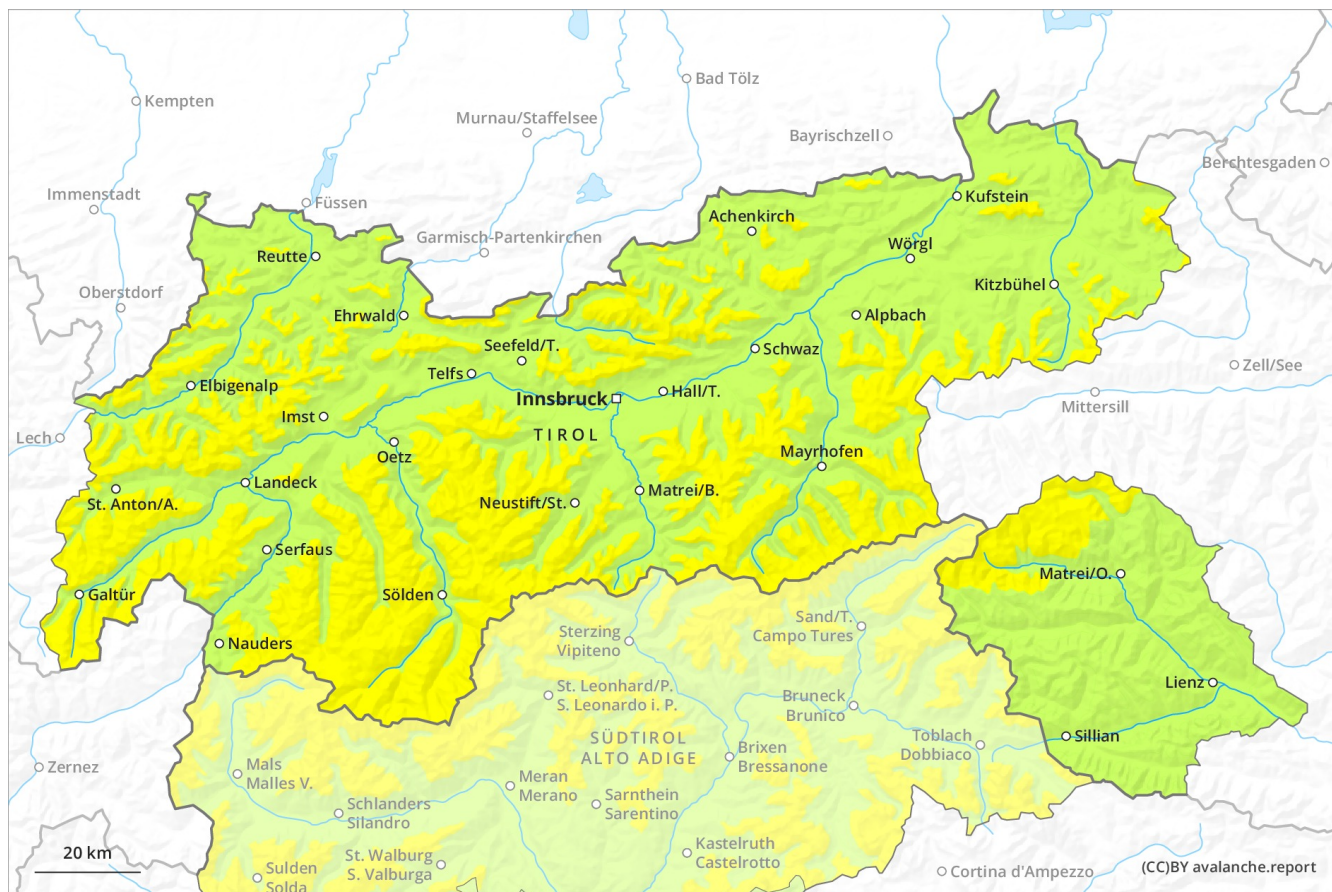 Bad Tölz
Kempten
Murnau/Staffelsee
Bayrischzell
Berchtesgaden
Immenstadt
Füssen
Kufstein
Achenkirch
Garmisch-Partenkirchen
Wörgl
Reutte
Kitzbühel
Oberstdorf
Ehrwald
Alpbach
Seefeld/T.
Schwaz
Zell/See
Telfs
Elbigenalp
Innsbruck
Hall/T.
Mittersill
Imst
Lech
TIROL
Oetz
Mayrhofen
Landeck
Matrei/B.
St. Anton/A.
Neustift/St.
Serfaus
Matrei/O.
Galtür
Sölden
Sand/T.
Campo Tures
Sterzing
Vipiteno
Nauders
Lienz
St. Leonhard/P.
S. Leonardo i. P.
Bruneck
Brunico
Sillian
Toblach
Dobbiaco
SÜDTIROL
ALTO ADIGE
Brixen
Bressanone
Zernez
Mals
Malles V.
Meran
Merano
Sarnthein
Sarentino
Schlanders
Silandro
Kastelruth
Castelrotto
20 km
St. Walburg
S. Valburga
Sulden
Solda
Cortina d'Ampezzo
(CC)BY avalanche.report